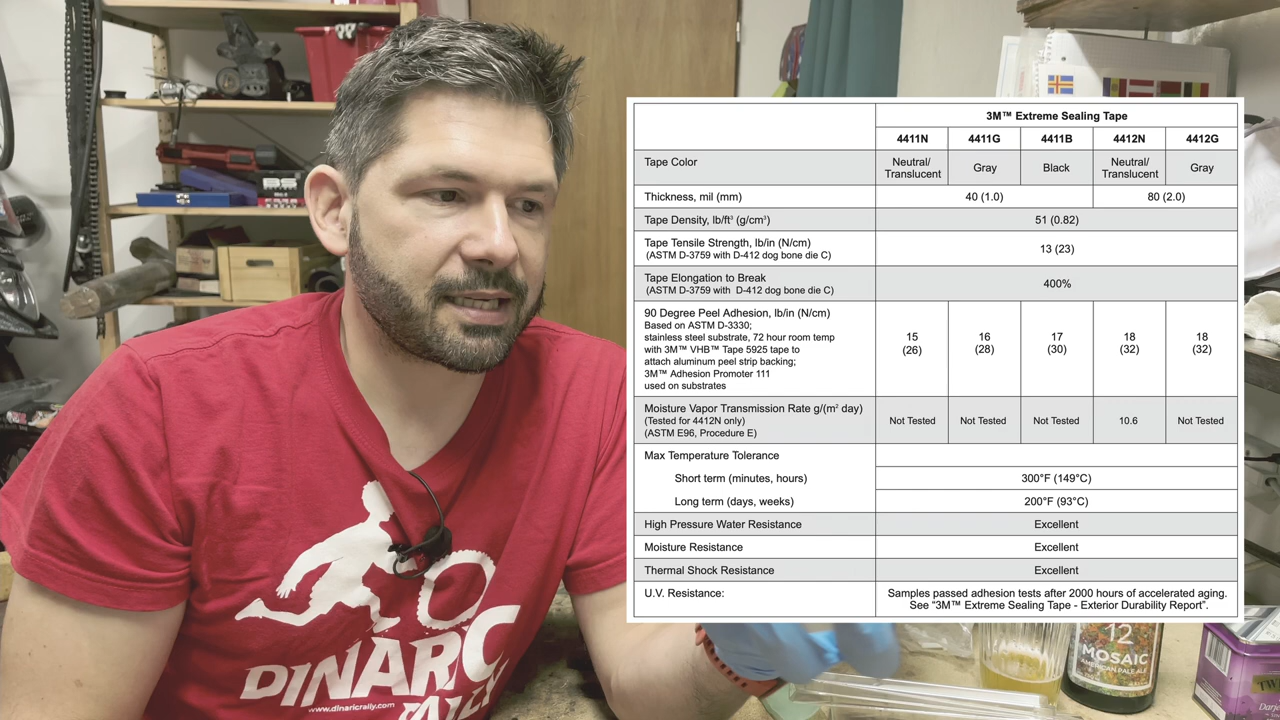 3M™ Extreme Sealing Tape
4411N 4411G 4411B 4412N 4412G
Tape Color Neutral/ Translucent Gray Black Neutral/ Translucent Gray
Thickness, mil (mm) 40 (1.0) 80 (2.0)
Tape Density, lb/ft³ (g/cm³) 51 (0.82)
Tape Tensile Strength, lb/in (N/cm) 13 (23)
(ASTM D-3759 with D-412 dog bone die C)
Tape Elongation to Break 400%
(ASTM D-3759 with D-412 dog bone die C)
90 Degree Peel Adhesion, lb/in (N/cm)
Based on ASTM D-3330;
stainless steel substrate, 72 hour room temp
with 3M™ VHB™ Tape 5925 tape to
attach aluminum peel strip backing;
3M™ Adhesion Promoter 111
used on substrates
15 16 17 18 18
(26) (28) (30) (32) (32)
Moisture Vapor Transmission Rate g/(m² day)
(Tested for 4412N only)
(ASTM E96, Procedure E)
Not Tested Not Tested Not Tested 10.6 Not Tested
Max Temperature Tolerance
Short term (minutes, hours) 300°F (149°C)
Long term (days, weeks) 200°F (93°C)
High Pressure Water Resistance Excellent
Moisture Resistance Excellent
Thermal Shock Resistance Excellent
U.V. Resistance: Samples passed adhesion tests after 2000 hours of accelerated aging.
See “3M™ Extreme Sealing Tape - Exterior Durability Report”.
DINARIC
www.dinaricrally.com
RALLY
12
MOSAIC
AMERICAN PALE ALE